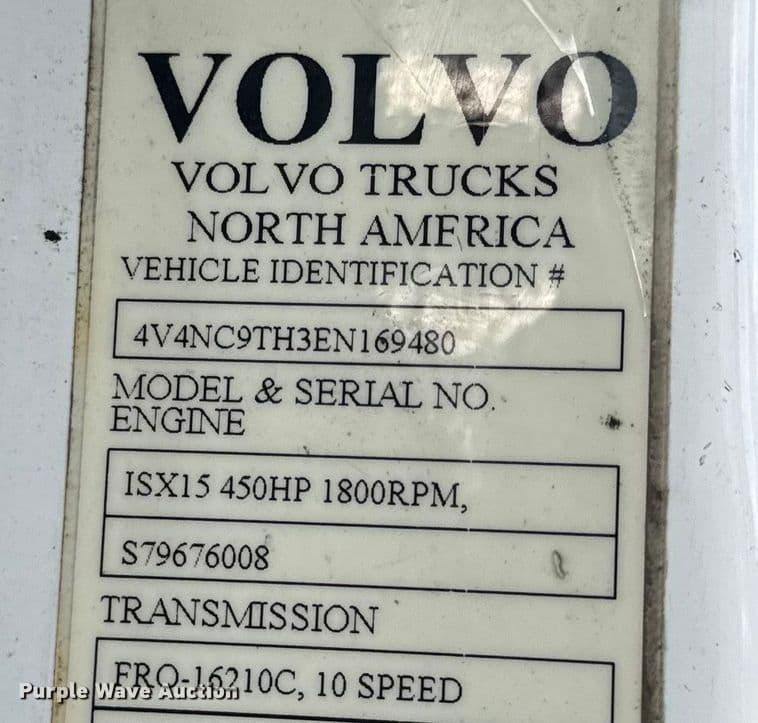 VOLVO
VOLVO TRUCKS
NORTH AMERICA
VEHICLE IDENTIFICATION #
4V4NC9TH3EN169480
MODEL & SERIAL NO.
ENGINE
ISX15 450HP 1800RPM,
S79676008
TRANSMISSION
FRO-16210C, 10 SPEED
Purple Wave Auction